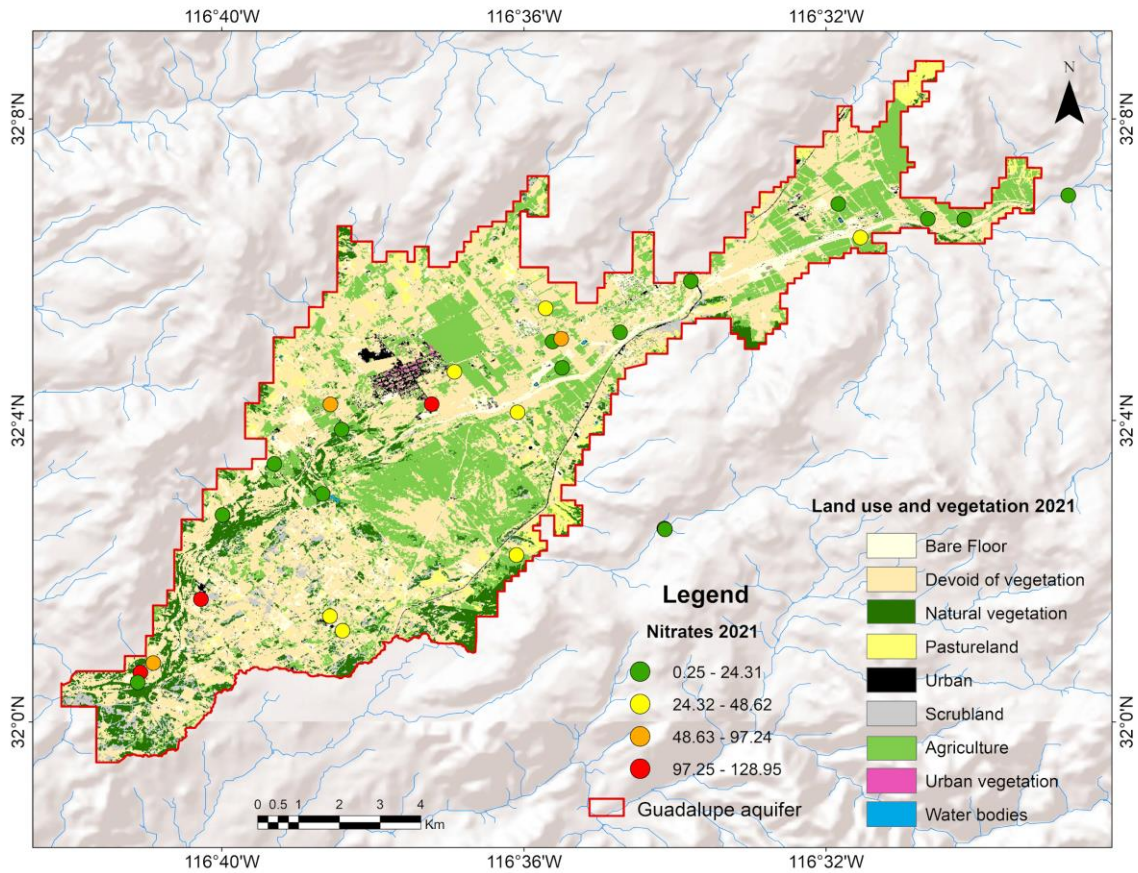 116°40'W 116°36'W 116°32'W
N
32°8'N 32°8'N
32°4'N 32°4'N
Land use and vegetation 2021
Bare Floor
Devoid of vegetation
Natural vegetation
Pastureland
Urban
Scrubland
Agriculture
Urban vegetation
Water bodies
Legend
Nitrates 2021
0.25 - 24.31
24.32 - 48.62
48.63 - 97.24
97.25 - 128.95
Guadalupe aquifer
32°0'N 32°0'N
0 0.5 1 2 3 4
Km
116°40'W 116°36'W 116°32'W